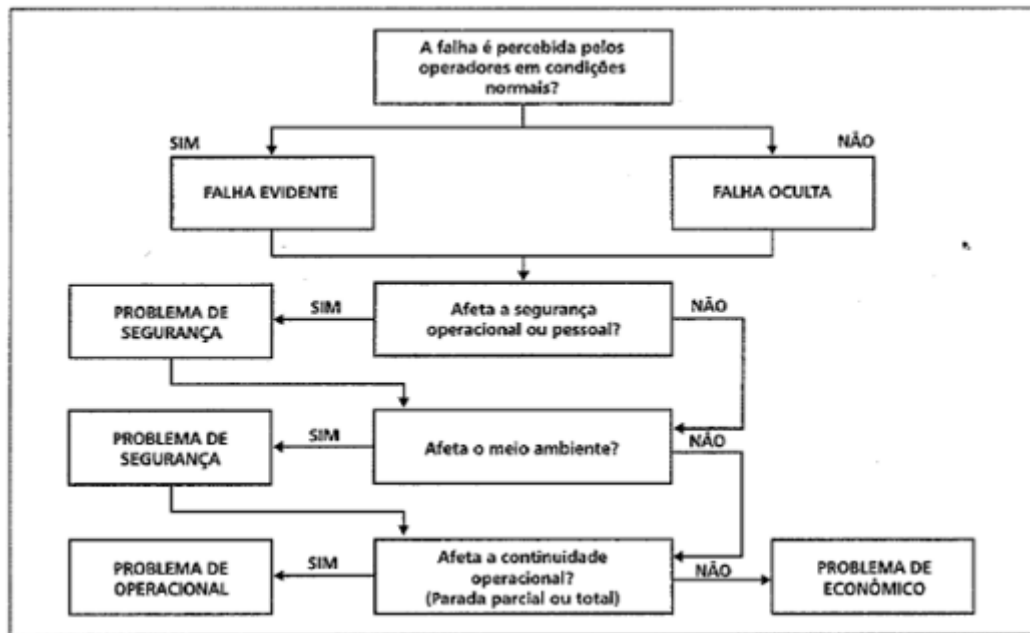 A falha é percebida pelos
operadores em condições
normais?
SIM
NÃO
FALHA EVIDENTE
FALHA OCULTA
PROBLEMA DE
SEGURANÇA
SIM
Afeta a segurança
operacional ou pessoal?
NÃO
PROBLEMA DE
SEGURANÇA
SIM
Afeta o meio ambiente?
NÃO
PROBLEMA DE
OPERACIONAL
SIM
Afeta a continuidade
operacional?
(Parada parcial ou total)
NÃO
PROBLEMA DE
ECONÔMICO